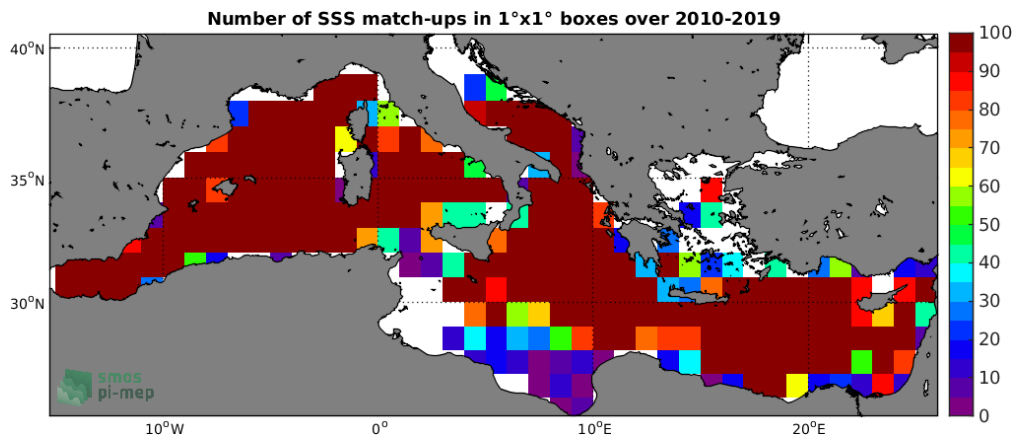 Number of SSS match-ups in 1°x1° boxes over 2010-2019
40°N
35°N
30°N
10°W
0°
10°E
20°E
100
90
80
70
60
50
40
30
20
10
0
smos
pi-mep